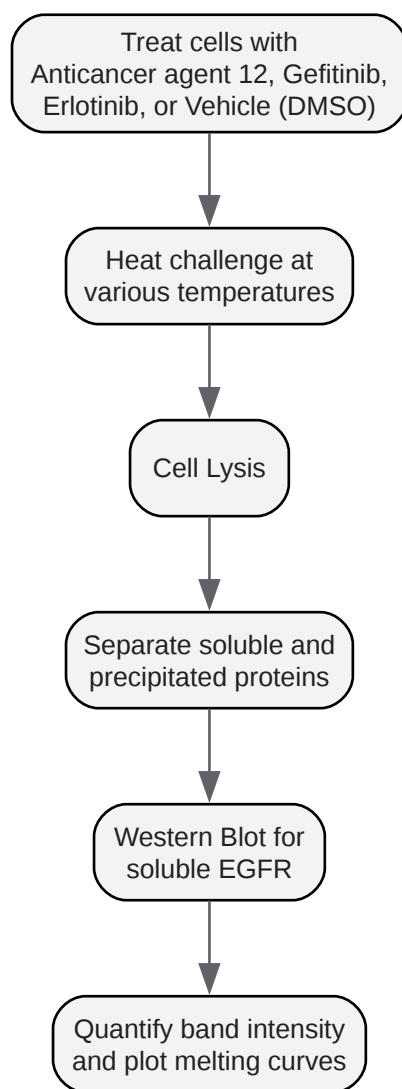 Treat cells with
Anticancer agent 12, Gefitinib,
Erlotinib, or Vehicle (DMSO)
Heat challenge at
various temperatures
Cell Lysis
Separate soluble and
precipitated proteins
Western Blot for
soluble EGFR
Quantify band intensity
and plot melting curves